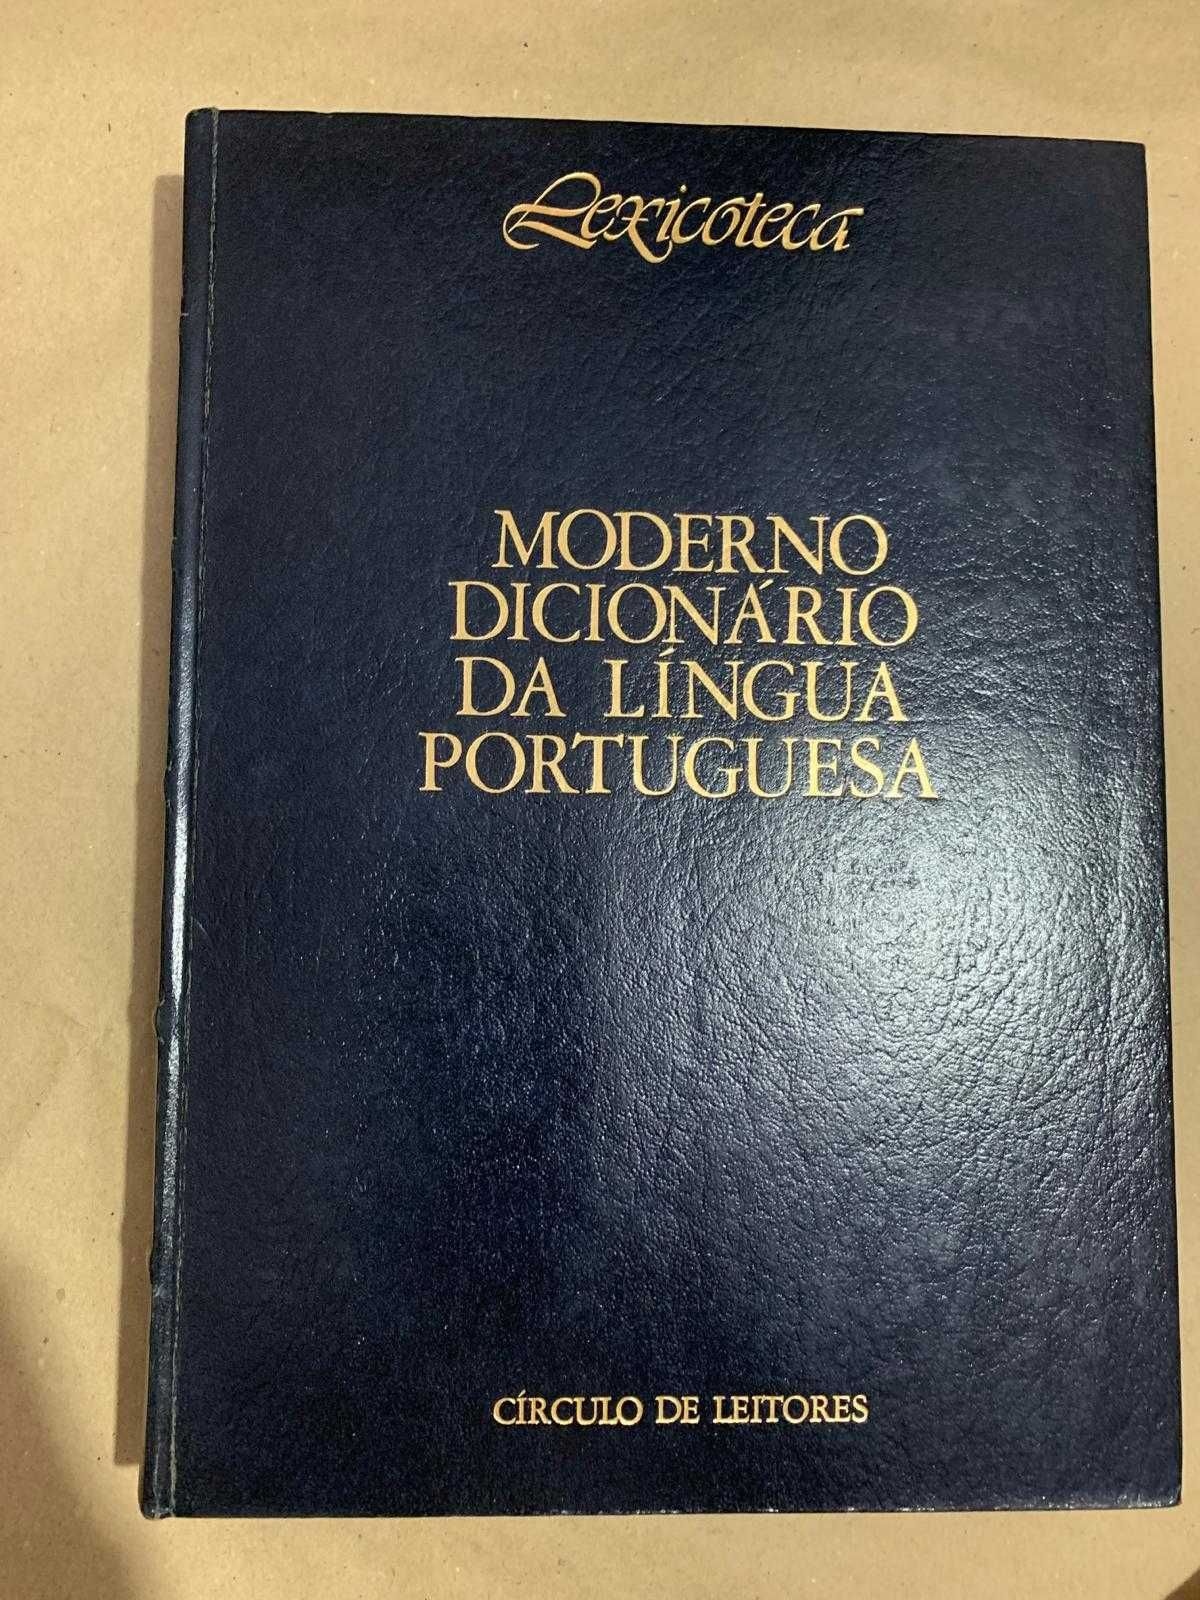 Lexicoteca
MODERNO
DICIONÁRIO
DA LÍNGUA
PORTUGUESA
CÍRCULO DE LEITORES